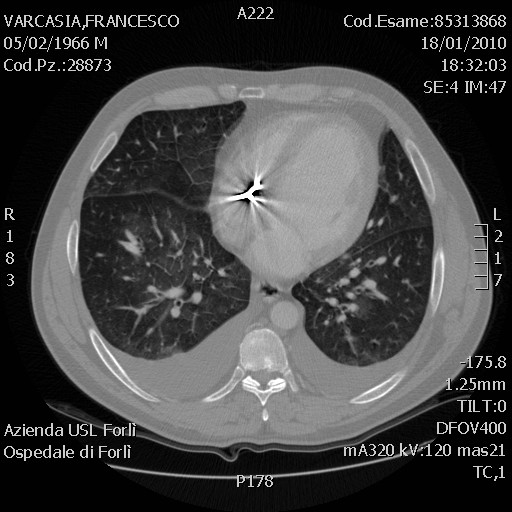 VARCASIA,FRANCESCO
05/02/1966 M
Cod.Pz.:28873
A222
Cod.Esame:85313868
18/01/2010
18:32:03
SE:4 IM:47
R
1
8
3
L
2
1
7
-175.8
1.25mm
TILT:0
DFOV400
mA320 kV:120 mas21
TC,1
Azienda USL Forlì
Ospedale di Forlì
P178